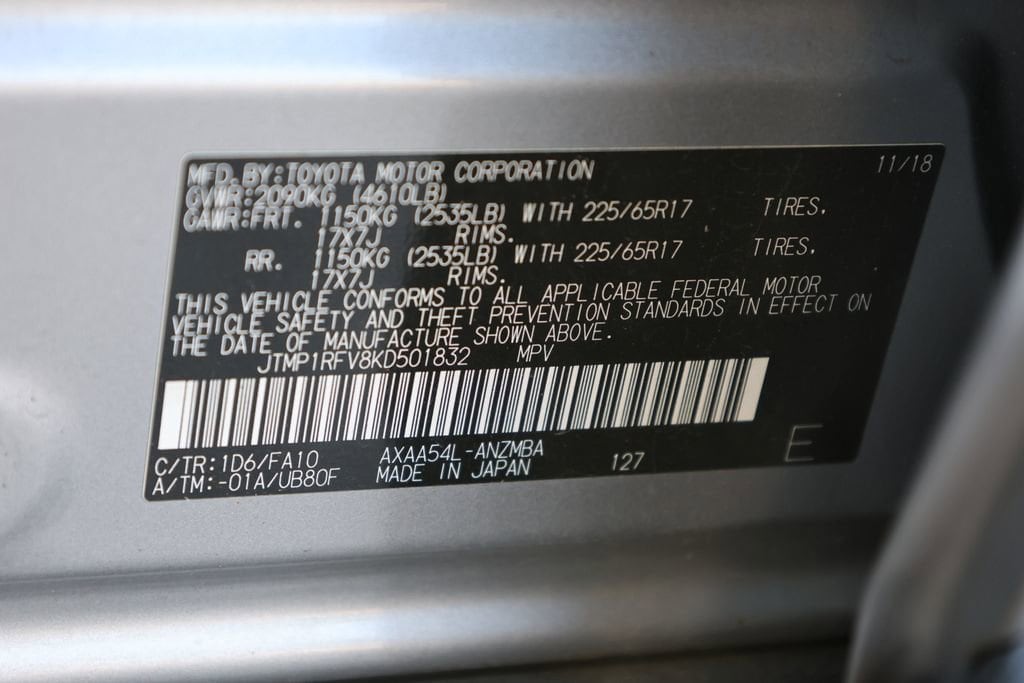 MFD.BY:TOYOTA MOTOR CORPORATION 11/18
GVWR:2090KG (4610LB)
GAWR:FRT. 1150KG (2535LB) WITH 225/65R17 TIRES.
17X7J RIMS.
RR. 1150KG (2535LB) WITH 225/65R17 TIRES.
17X7J RIMS.
THIS VEHICLE CONFORMS TO ALL APPLICABLE FEDERAL MOTOR
VEHICLE SAFETY AND THEFT PREVENTION STANDARDS IN EFFECT ON
THE DATE OF MANUFACTURE SHOWN ABOVE.
JTMP1RFV8KD501832 MPV
C/TR:1D6/FA10 AXAA54L-ANZMBA E
A/TM:-01A/UB80F MADE IN JAPAN 127